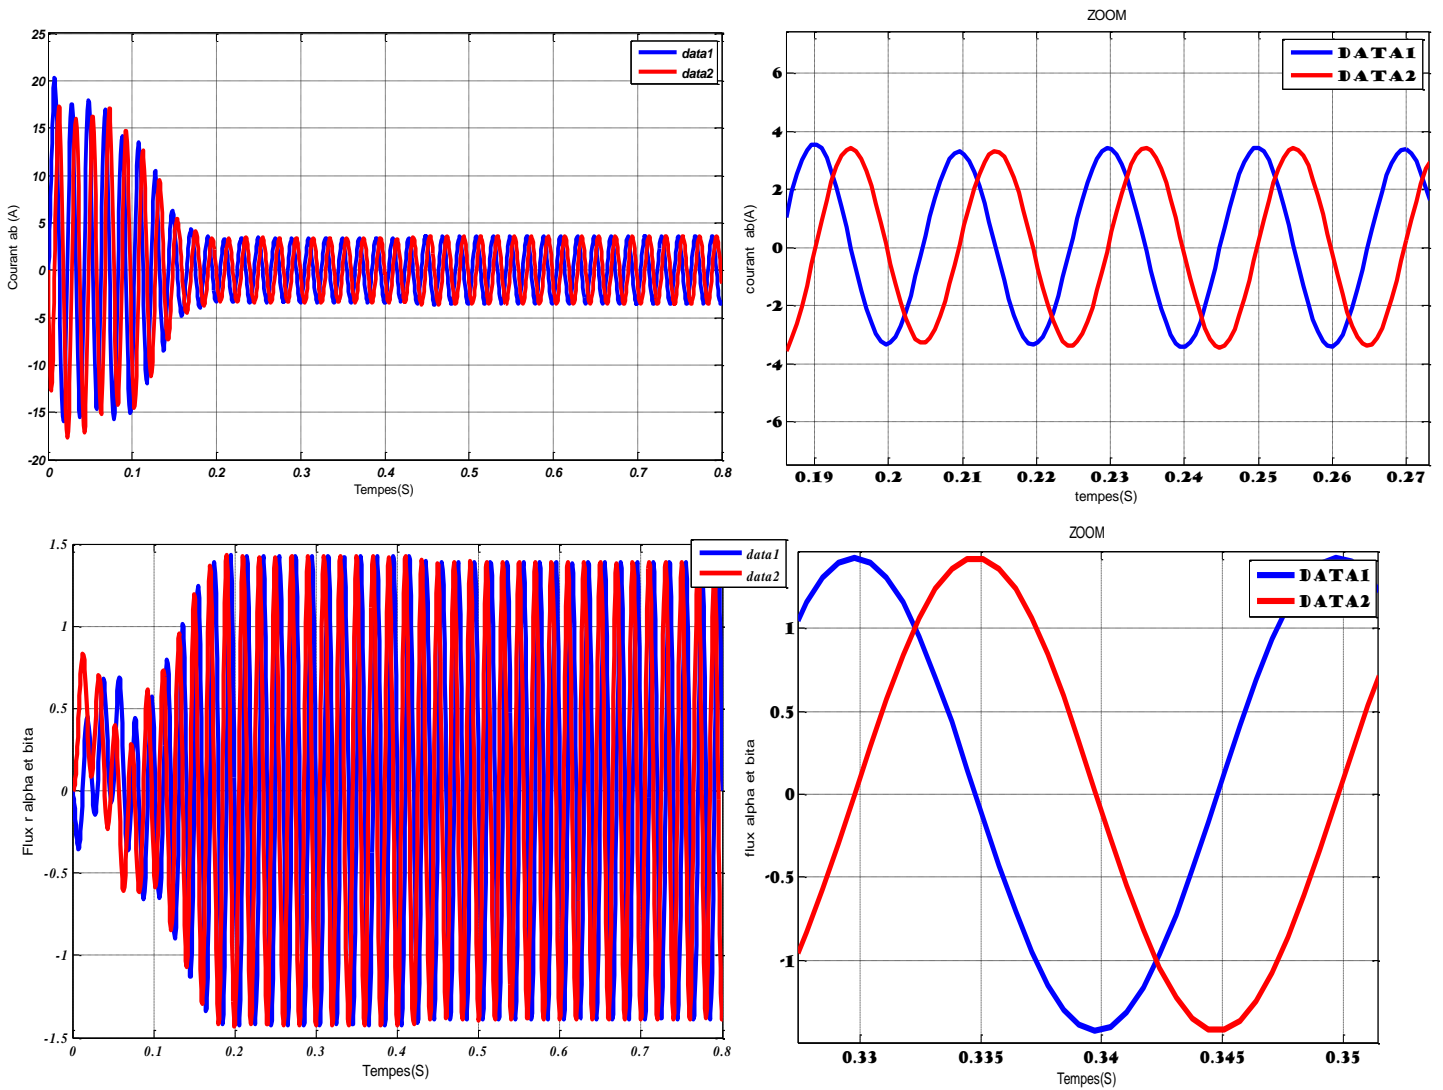 25
20
15
10
5
0
-5
-10
-15
-20
Courant ab (A)
data1
data2
0 0.1 0.2 0.3 0.4 0.5 0.6 0.7 0.8
Tempes(S)
ZOOM
6
4
2
0
-2
-4
-6
courant ab(A)
DATA1
DATA2
0.19 0.2 0.21 0.22 0.23 0.24 0.25 0.26 0.27
tempes(S)
1.5
1
0.5
0
-0.5
-1
-1.5
Flux r alpha et bita
data1
data2
0 0.1 0.2 0.3 0.4 0.5 0.6 0.7 0.8
Tempes(S)
ZOOM
1
0.5
0
-0.5
-1
flux alpha et bita
DATA1
DATA2
0.33 0.335 0.34 0.345 0.35
Tempes(S)